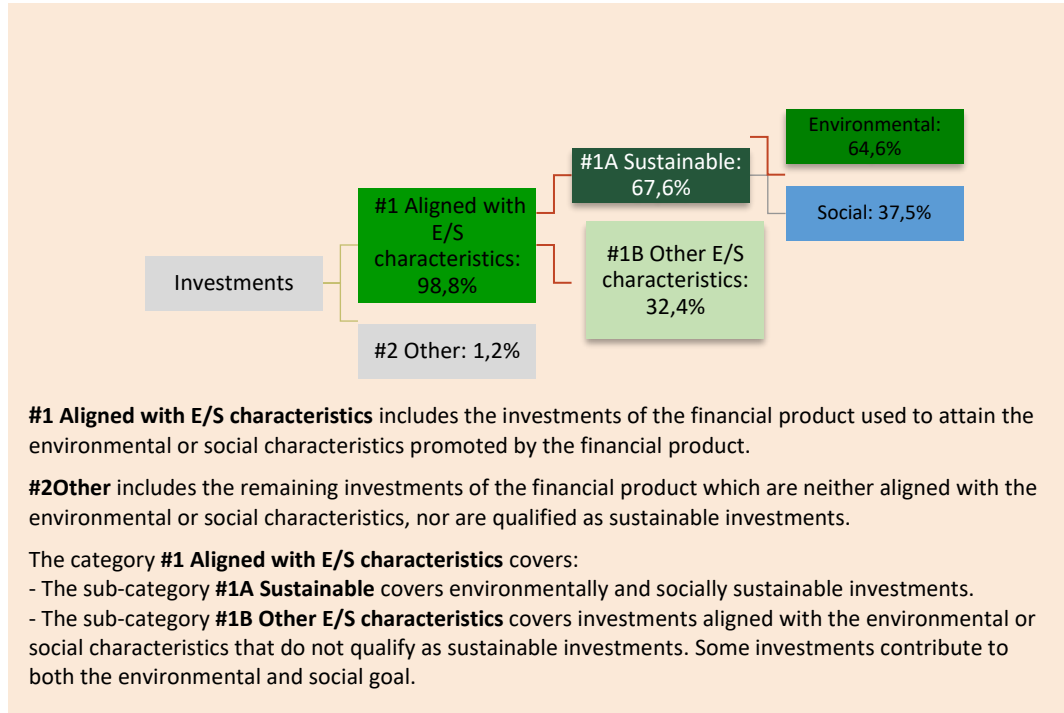 Environmental:
64,6%
#1A Sustainable:
67,6%
Social: 37,5%
#1 Aligned with
E/S
characteristics:
98,8%
#1B Other E/S
characteristics:
32,4%
Investments
#2 Other: 1,2%
#1 Aligned with E/S characteristics includes the investments of the financial product used to attain the
environmental or social characteristics promoted by the financial product.
#2Other includes the remaining investments of the financial product which are neither aligned with the
environmental or social characteristics, nor are qualified as sustainable investments.
The category #1 Aligned with E/S characteristics covers:
- The sub-category #1A Sustainable covers environmentally and socially sustainable investments.
- The sub-category #1B Other E/S characteristics covers investments aligned with the environmental or
social characteristics that do not qualify as sustainable investments. Some investments contribute to
both the environmental and social goal.